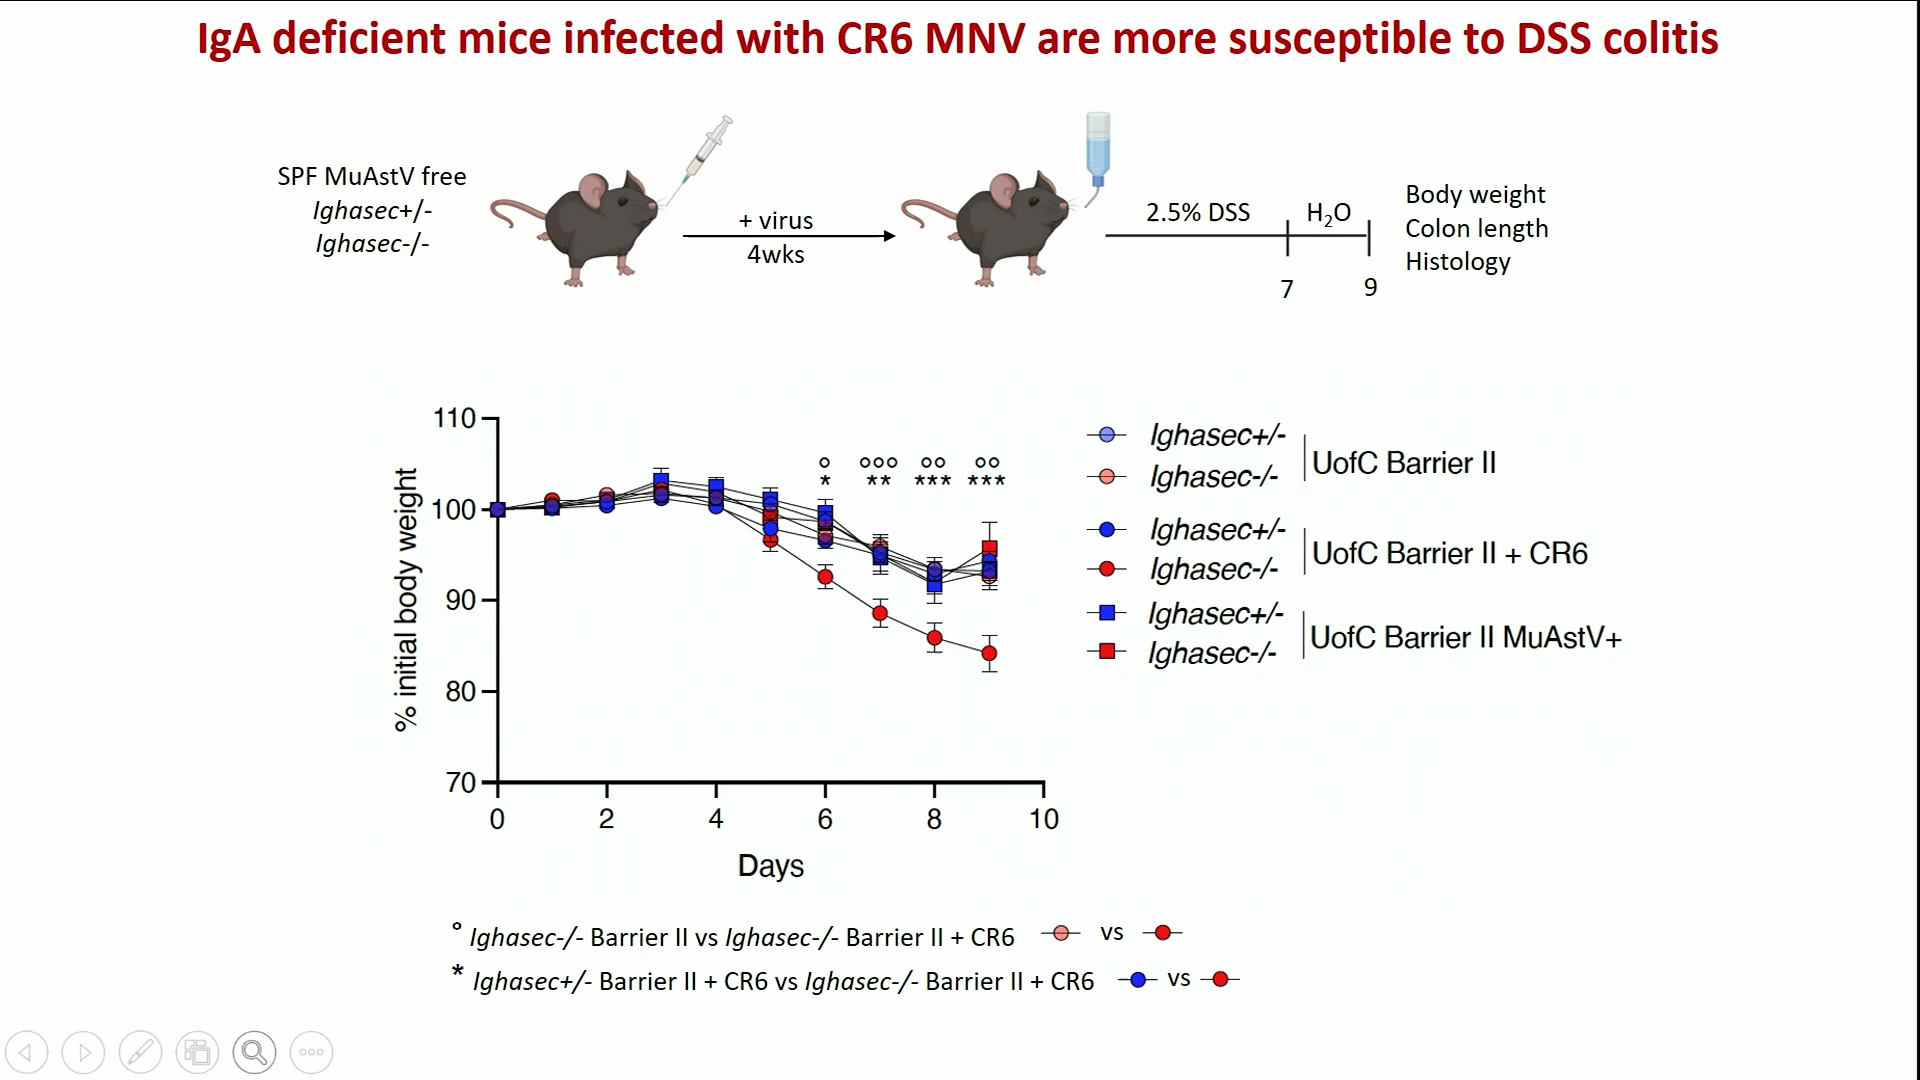 IgA deficient mice infected with CR6 MNV are more susceptible to DSS colitis
SPF MuAstV free
Ighasec+/-
Ighasec-/-
+ virus
4wks
2.5% DSS
H₂O
7
9
Body weight
Colon length
Histology
% initial body weight
110
100
90
80
70
0 2 4 6 8 10
Days
° °°° °° °°
* ** *** ***
Ighasec+/-
Ighasec-/-
UofC Barrier II
Ighasec+/-
Ighasec-/-
UofC Barrier II + CR6
Ighasec+/-
Ighasec-/-
UofC Barrier II MuAstV+
° Ighasec-/- Barrier II vs Ighasec-/- Barrier II + CR6 vs
* Ighasec+/- Barrier II + CR6 vs Ighasec-/- Barrier II + CR6 vs